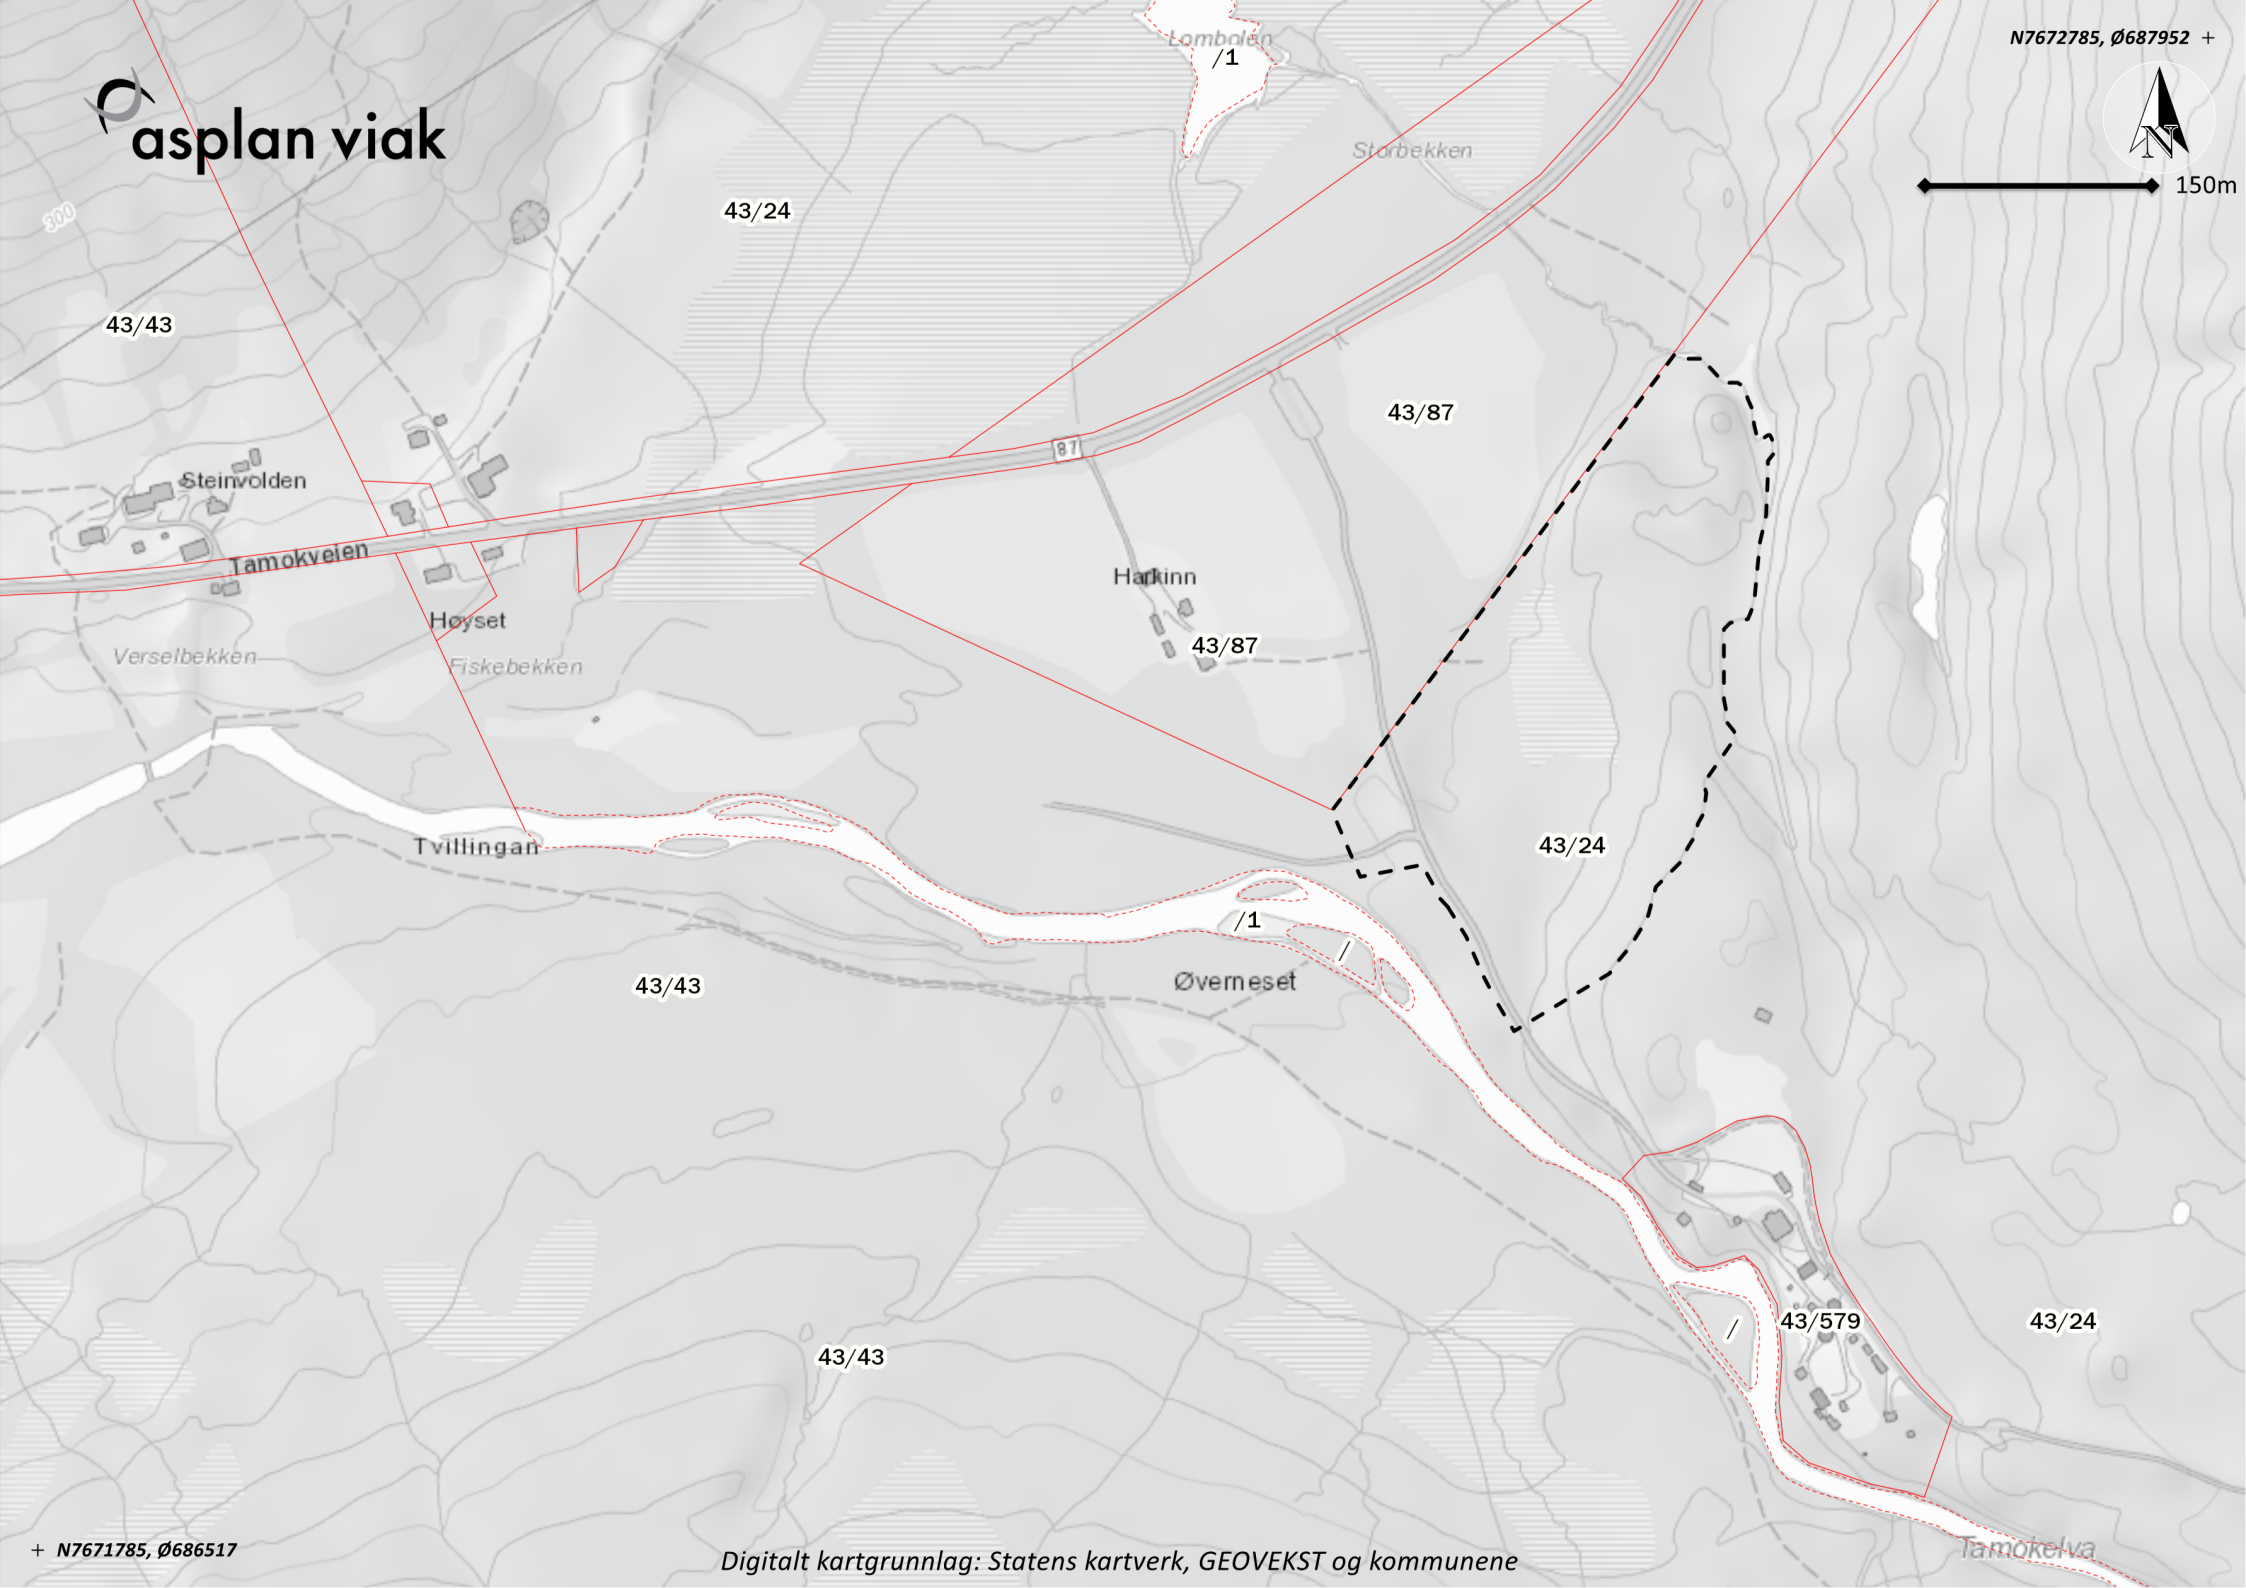 N7672785, Ø687952
Lombolen
/1
N
asplan viak
Storbekken
150m
43/24
300
43/43
43/87
87
Steinvolden
Tamokveien
Harkinn
Høyset
43/87
Verselbekken
Fiskebekken
Tvillingan
43/24
/1
/
Øverneset
43/43
43/579
/
43/24
43/43
Tamokelva
N7671785, Ø686517
Digitalt kartgrunnlag: Statens kartverk, GEOVEKST og kommunene